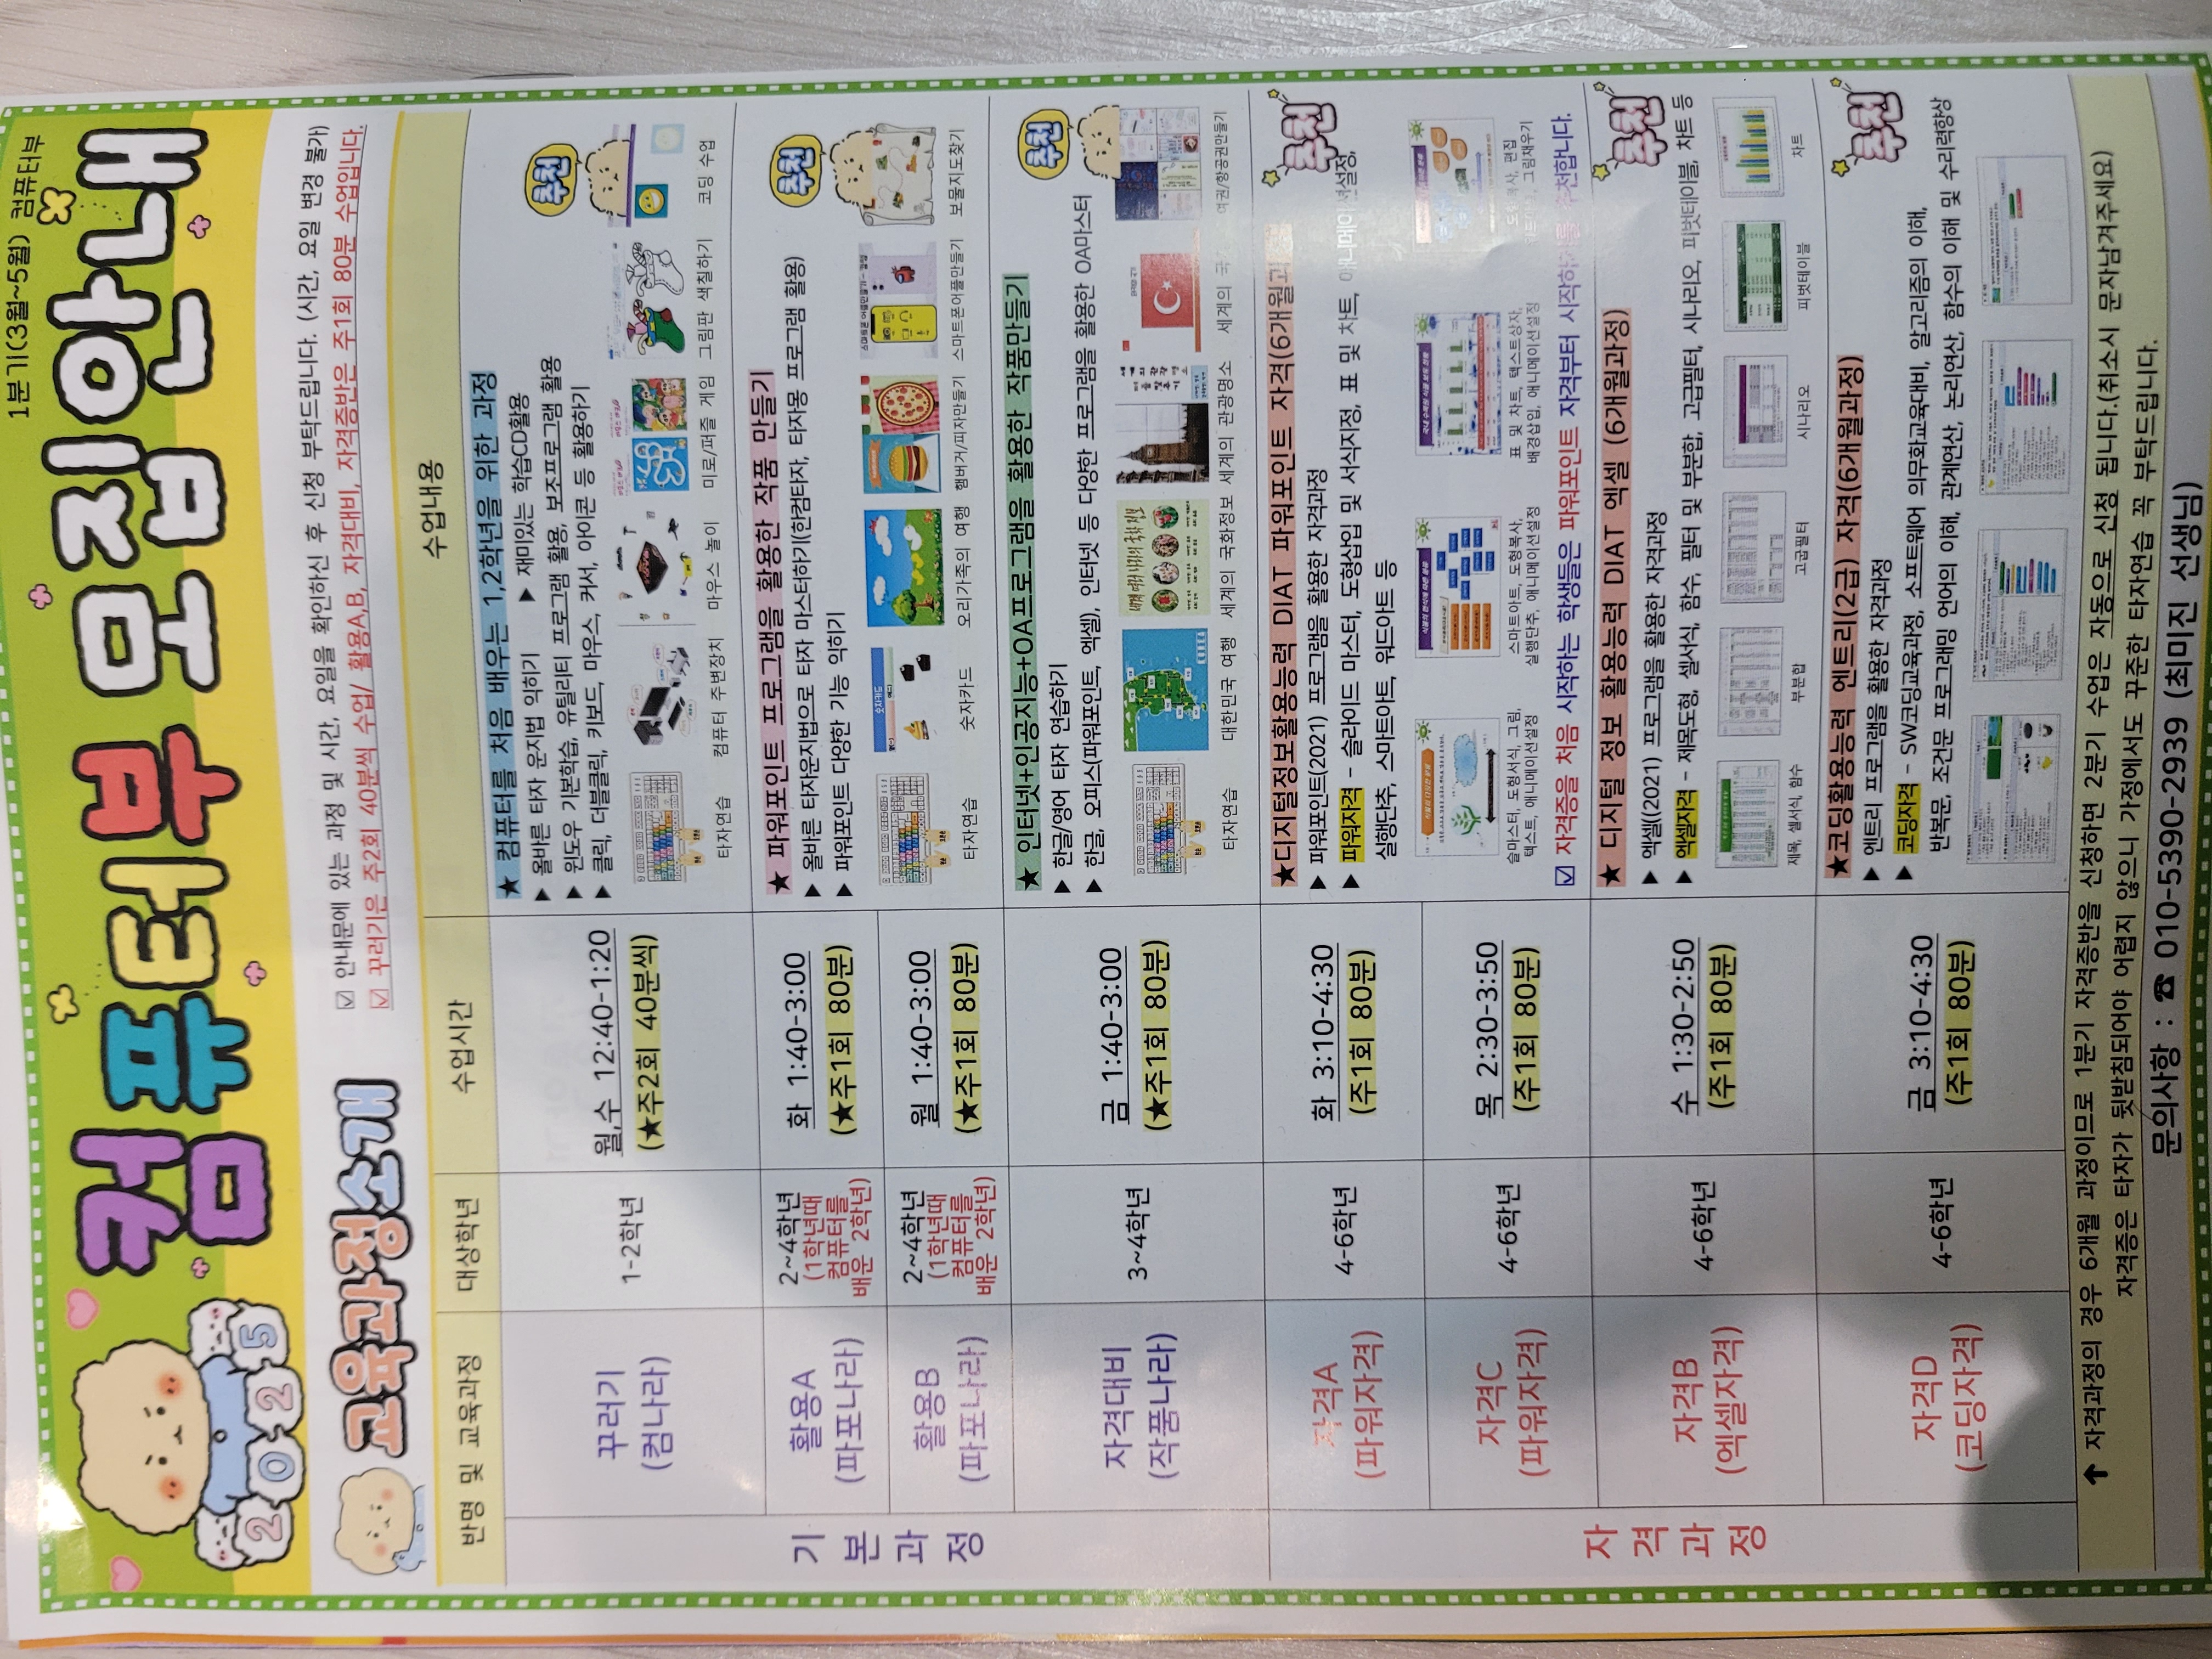 1분기(3월~5월) 컴퓨터부
컴퓨터부 모집안내
2025
교육과정소개
☑ 안내문에 있는 과정 및 시간, 요일을 확인하신 후 신청 부탁드립니다. (시간, 요일 변경 불가)
☑ 꾸러기은 주2회 40분씩 수업/ 활용A,B, 자격대비, 자격증반은 주1회 80분 수업입니다.
반명 및 교육과정 대상학년 수업시간 수업내용
기본과정
꾸러기
(컴나라)
1-2학년
월,수 12:40-1:20
(★주2회 40분씩)
★ 컴퓨터를 처음 배우는 1,2학년을 위한 과정
▶ 올바른 타자 운지법 익히기 ▶ 재미있는 학습CD활용
▶ 윈도우 기본학습, 유틸리티 프로그램 활용, 보조프로그램 활용
▶ 클릭, 더블클릭, 키보드, 마우스, 커서, 아이콘 등 활용하기
추천
타자연습 컴퓨터 주변장치 마우스 놀이 미로/퍼즐 게임 그림판 색칠하기 코딩 수업
활용A
(파포나라)
2~4학년
(1학년때
컴퓨터를
배운 2학년)
화 1:40-3:00
(★주1회 80분)
활용B
(파포나라)
2~4학년
(1학년때
컴퓨터를
배운 2학년)
월 1:40-3:00
(★주1회 80분)
★ 파워포인트 프로그램을 활용한 작품 만들기
▶ 올바른 타자운지법으로 타자 마스터하기(한컴타자, 타자몽 프로그램 활용)
▶ 파워포인트 다양한 기능 익히기
추천
숫자카드
타자연습 숫자카드 오리가족의 여행 햄버거/피자만들기 스마트폰어플만들기 보물지도찾기
자격대비
(작품나라)
3~4학년
금 1:40-3:00
(★주1회 80분)
★ 인터넷+인공지능+OA프로그램을 활용한 작품만들기
▶ 한글/영어 타자 연습하기
▶ 한글, 오피스(파워포인트, 엑셀), 인터넷 등 다양한 프로그램을 활용한 OA마스터
추천
세계 여러 나라의 국화 정보
KOREA
타자연습 대한민국 여행 세계의 국화정보 세계의 관광명소 세계의 여권/항공권만들기
자격과정
자격A
(파워자격)
4-6학년
화 3:10-4:30
(주1회 80분)
자격C
(파워자격)
4-6학년
목 2:30-3:50
(주1회 80분)
★디지털정보활용능력 DIAT 파워포인트 자격(6개월과
추천
▶ 파워포인트(2021) 프로그램을 활용한 자격과정
▶ 파워자격 – 슬라이드 마스터, 도형삽입 및 서식지정, 표 및 차트, 애니메이션설정,
실행단추, 스마트아트, 워드아트 등
슬마스터, 도형서식, 그림,
텍스트, 애니메이션설정
스마트아트, 도형복사,
실행단추, 애니메이션설정
표 및 차트, 텍스트상자,
배경삽입, 애니메이션설정
편집
그림채우기
☑ 자격증을 처음 시작하는 학생들은 파워포인트 자격부터 시작하기를 추천합니다.
자격B
(엑셀자격)
4-6학년
수 1:30-2:50
(주1회 80분)
★ 디지털 정보 활용능력 DIAT 엑셀 (6개월과정)
추천
▶ 엑셀((2021) 프로그램을 활용한 자격과정
▶ 엑셀자격 – 제목도형, 셀서식, 함수, 필터 및 부분합, 고급필터, 시나리오, 피벗테이블, 차트 등
제목, 셀서식, 함수 부분합 고굽필터 시나리오 피벗테이블 차트
자격D
(코딩자격)
4-6학년
금 3:10-4:30
(주1회 80분)
★코딩활용능력 엔트리(2급) 자격(6개월과정)
추천
▶ 엔트리 프로그램을 활용한 자격과정
▶ 코딩자격 – SW코딩교육과정, 소프트웨어 의무화교육대비, 알고리즘의 이해,
반복문, 조건문 프로그래밍 언어의 이해, 관계연산, 논리연산, 함수의 이해 및 수리력향상
↑ 자격과정의 경우 6개월 과정이므로 1분기 자격증반을 신청하면 2분기 수업은 자동으로 신청 됩니다.(취소시 문자남겨주세요)
자격증은 타자가 뒷받침되어야 어렵지 않으니 가정에서도 꾸준한 타자연습 꼭 부탁드립니다.
문의사항 : ☎ 010-5390-2939 (최미진 선생님)